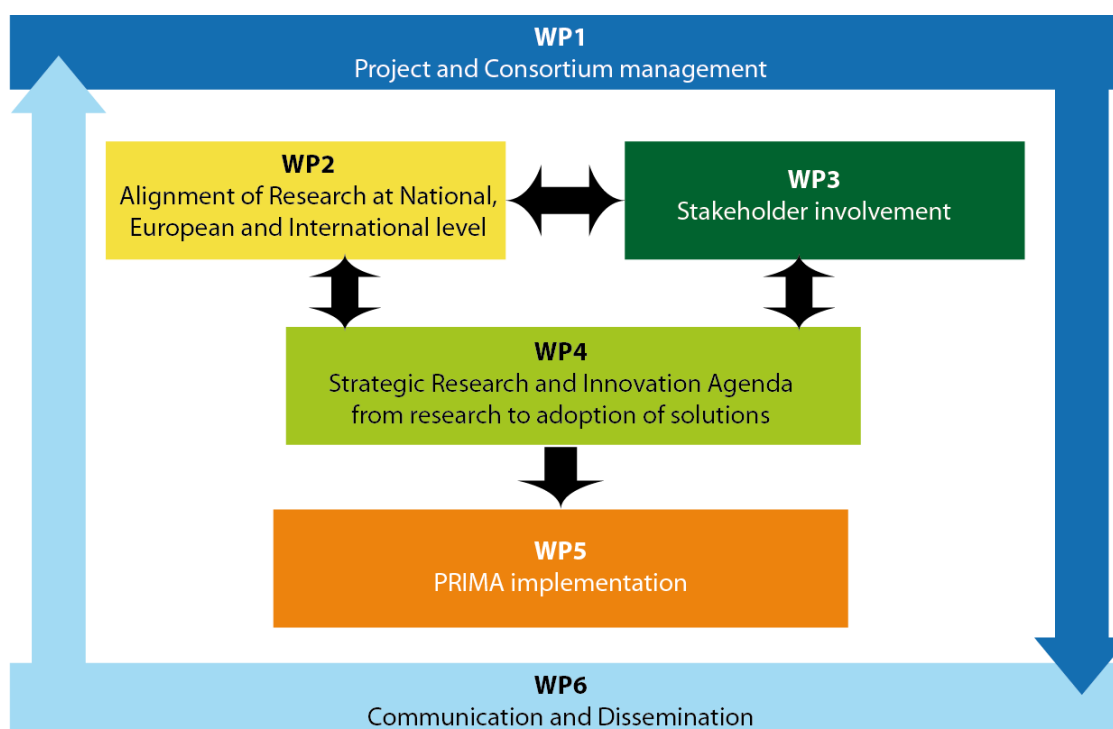 WP1
Project and Consortium management
WP2
Alignment of Research at National,
European and International level
WP3
Stakeholder involvement
WP4
Strategic Research and Innovation Agenda
from research to adoption of solutions
WP5
PRIMA implementation
WP6
Communication and Dissemination